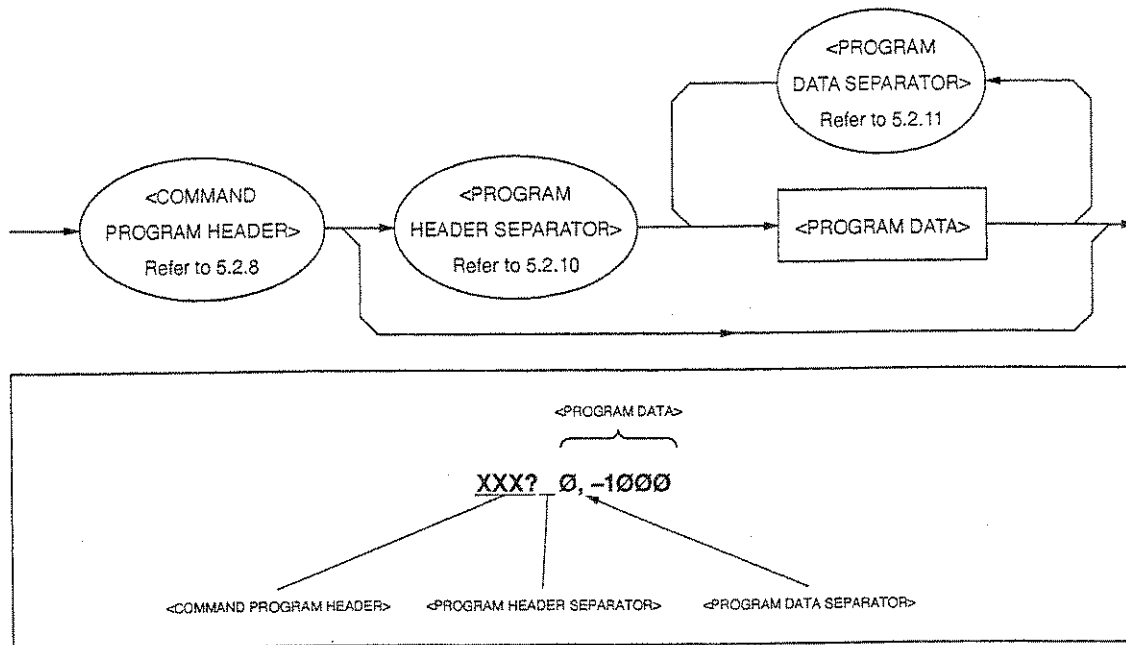 <PROGRAM
DATA SEPARATOR>
Refer to 5.2.11
<COMMAND
PROGRAM HEADER>
Refer to 5.2.8
<PROGRAM
HEADER SEPARATOR>
Refer to 5.2.10
<PROGRAM DATA>
<PROGRAM DATA>
XXX? _ Ø, –1ØØØ
<COMMAND PROGRAM HEADER>
<PROGRAM HEADER SEPARATOR>
<PROGRAM DATA SEPARATOR>